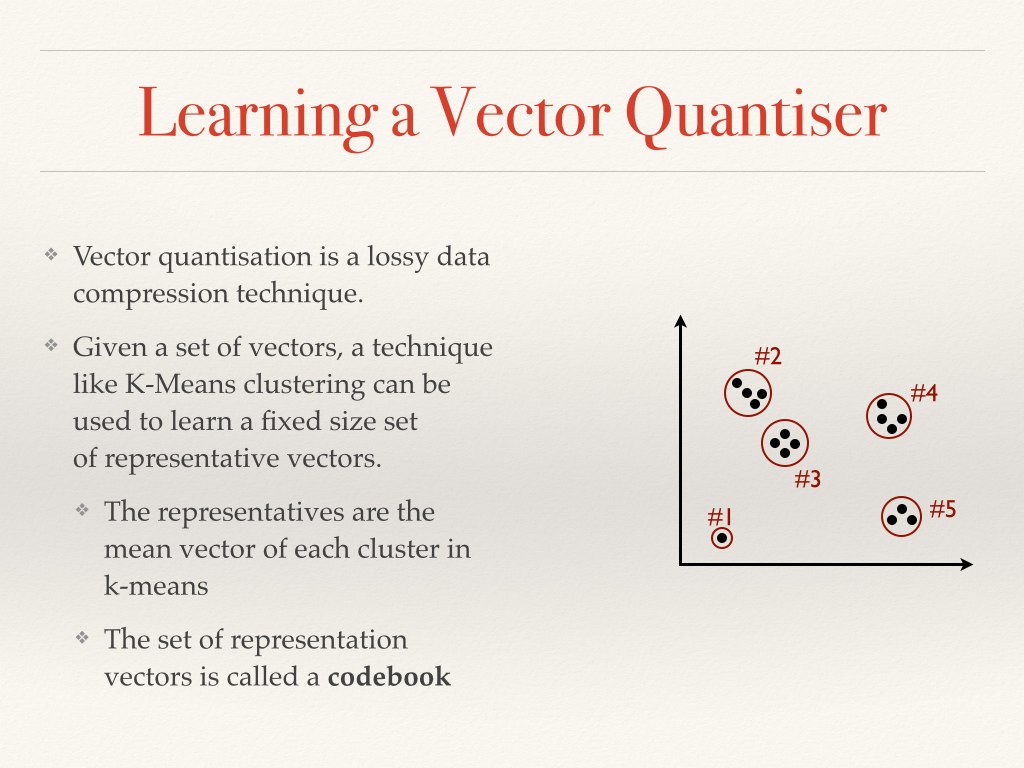 Learning a Vector Quantiser
Vector quantisation is a lossy data
compression technique.
Given a set of vectors, a technique
like K-Means clustering can be
used to learn a fixed size set
of representative vectors.
The representatives are the
mean vector of each cluster in
k-means
The set of representation
vectors is called a codebook
#2
#4
#3
#1
#5